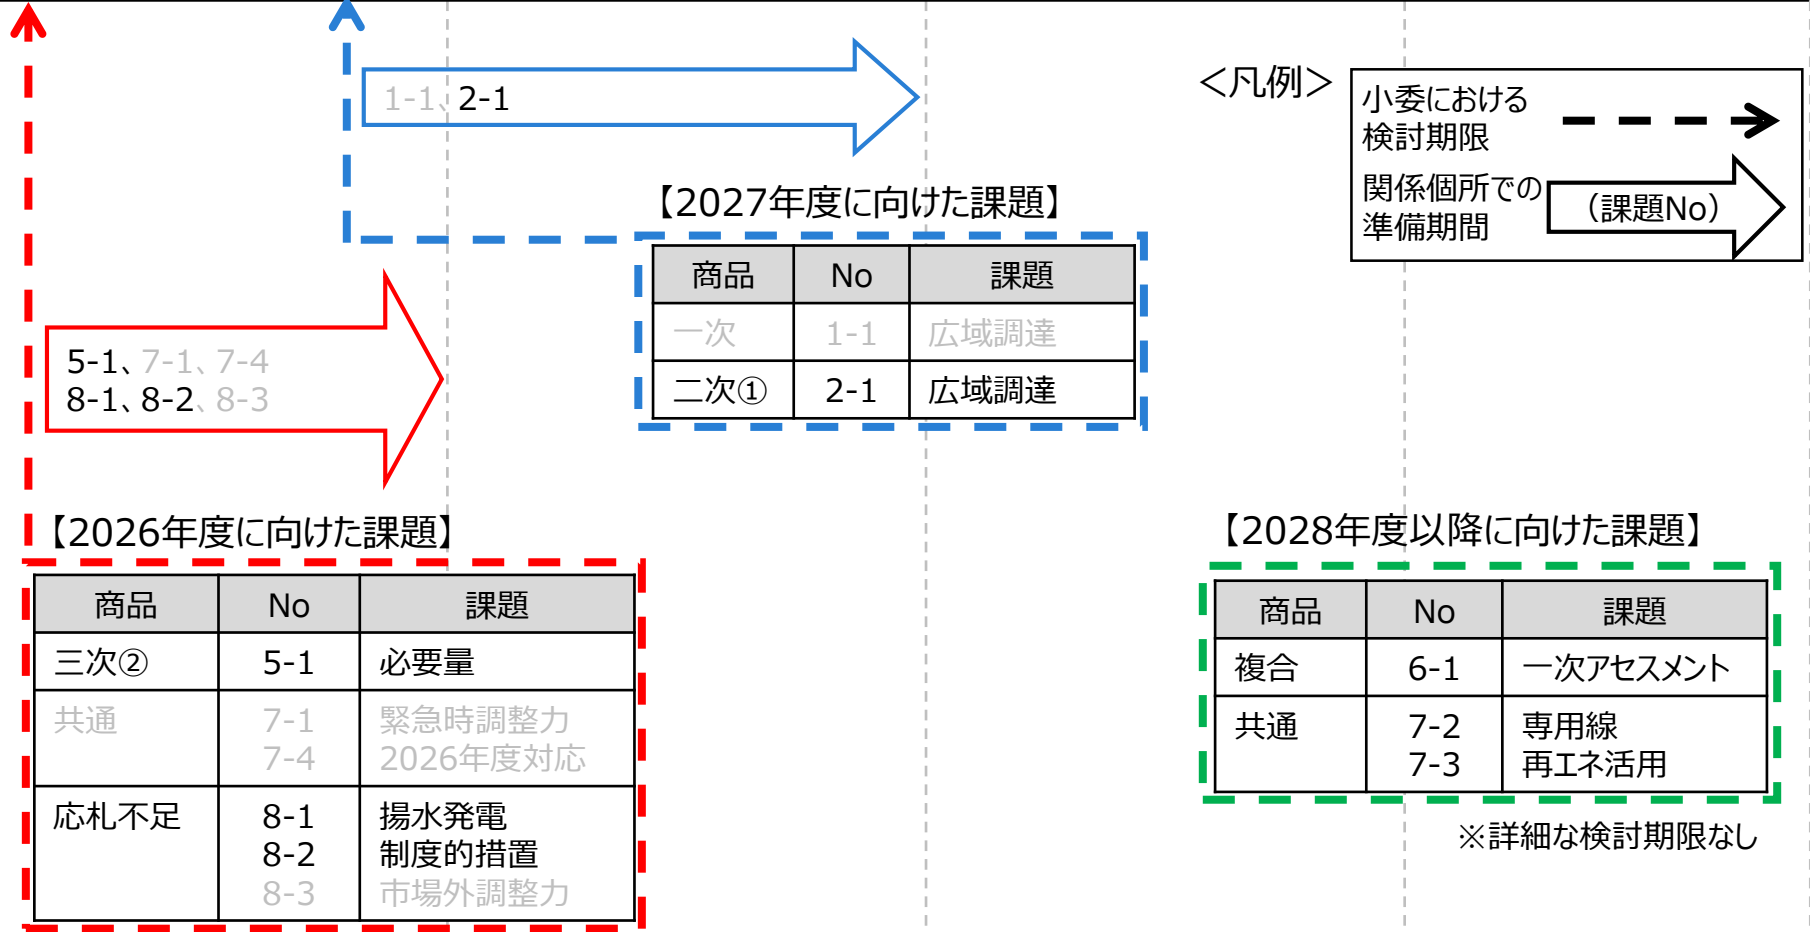 1-1、2-1
＜凡例＞
小委における
検討期限
関係個所での
準備期間
（課題No）
【2027年度に向けた課題】
商品 No 課題
一次 1-1 広域調達
二次① 2-1 広域調達
5-1、7-1、7-4
8-1、8-2、8-3
【2026年度に向けた課題】
商品 No 課題
三次② 5-1 必要量
共通 7-1 緊急時調整力
7-4 2026年度対応
応札不足 8-1 揚水発電
8-2 制度的措置
8-3 市場外調整力
【2028年度以降に向けた課題】
商品 No 課題
複合 6-1 一次アセスメント
共通 7-2 専用線
7-3 再エネ活用
※詳細な検討期限なし